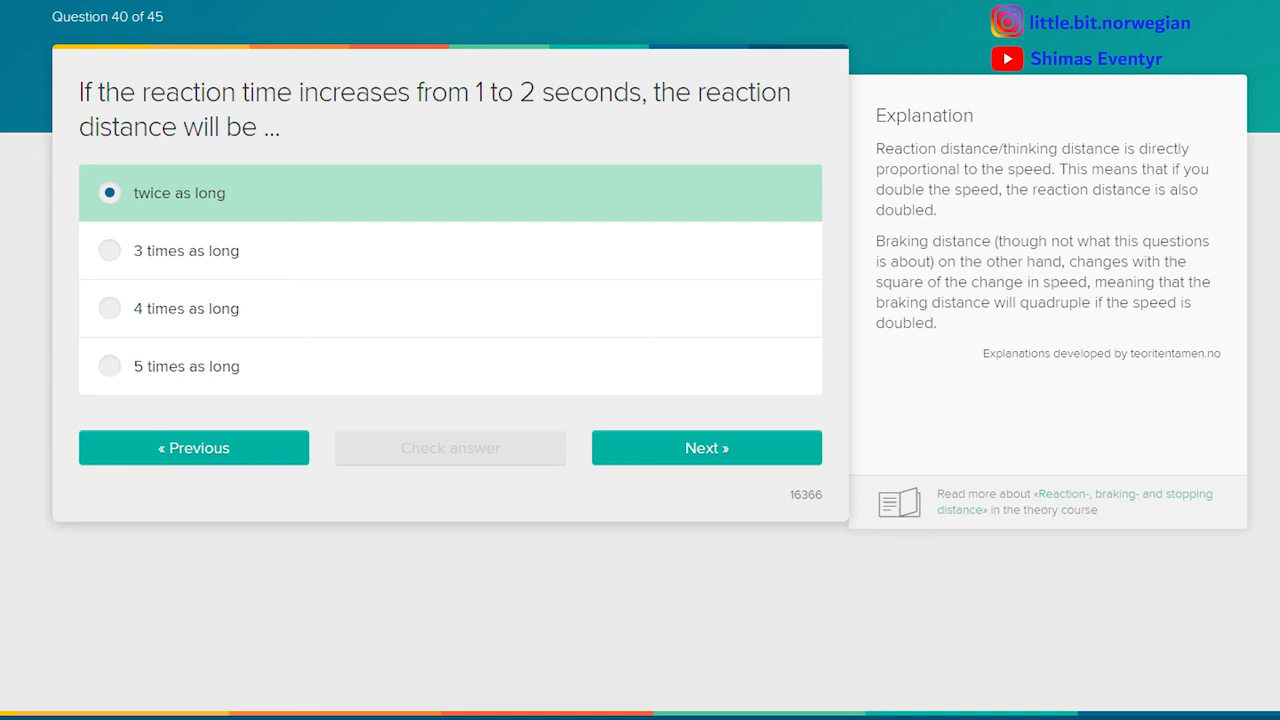 Question 40 of 45
little.bit.norwegian
Shimas Eventyr
If the reaction time increases from 1 to 2 seconds, the reaction
distance will be ...
twice as long
3 times as long
4 times as long
5 times as long
« Previous
Check answer
Next »
16366
Explanation
Reaction distance/thinking distance is directly
proportional to the speed. This means that if you
double the speed, the reaction distance is also
doubled.
Braking distance (though not what this questions
is about) on the other hand, changes with the
square of the change in speed, meaning that the
braking distance will quadruple if the speed is
doubled.
Explanations developed by teoritentamen.no
Read more about «Reaction-, braking- and stopping
distance» in the theory course